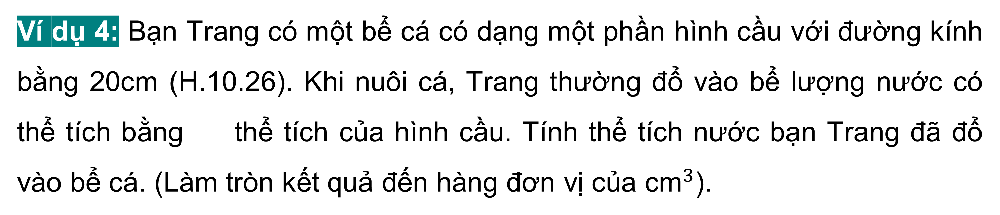 Ví dụ 4: Bạn Trang có một bể cá có dạng một phần hình cầu với đường kính
bằng 20cm (H.10.26). Khi nuôi cá, Trang thường đổ vào bể lượng nước có
thể tích bằng thể tích của hình cầu. Tính thể tích nước bạn Trang đã đổ
vào bể cá. (Làm tròn kết quả đến hàng đơn vị của cm³).